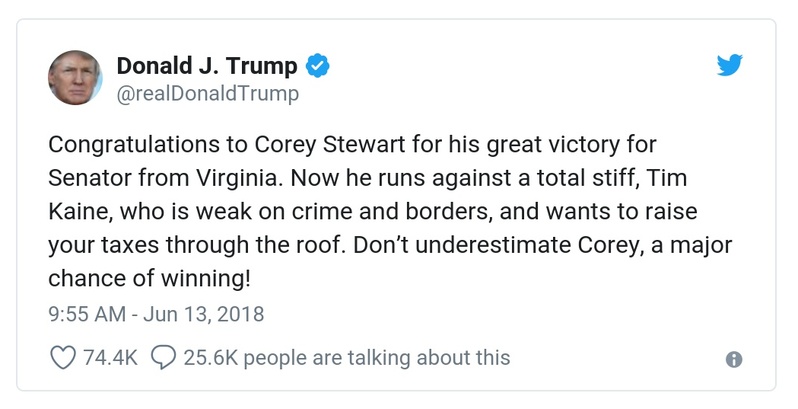 Donald J. Trump
@realDonaldTrump
Congratulations to Corey Stewart for his great victory for
Senator from Virginia. Now he runs against a total stiff, Tim
Kaine, who is weak on crime and borders, and wants to raise
your taxes through the roof. Don’t underestimate Corey, a major
chance of winning!
9:55 AM - Jun 13, 2018
74.4K 25.6K people are talking about this